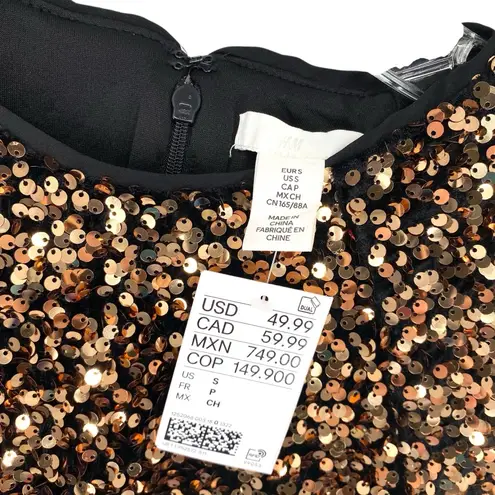 H&M
EUR S
US S
CA P
MX CH
CN 165/88A
MADE IN
CHINA
FABRIQUÉ EN
CHINE
DUAL
USD 49.99
CAD 59.99
MXN 749.00
COP 149.900
US S
FR P
MX CH